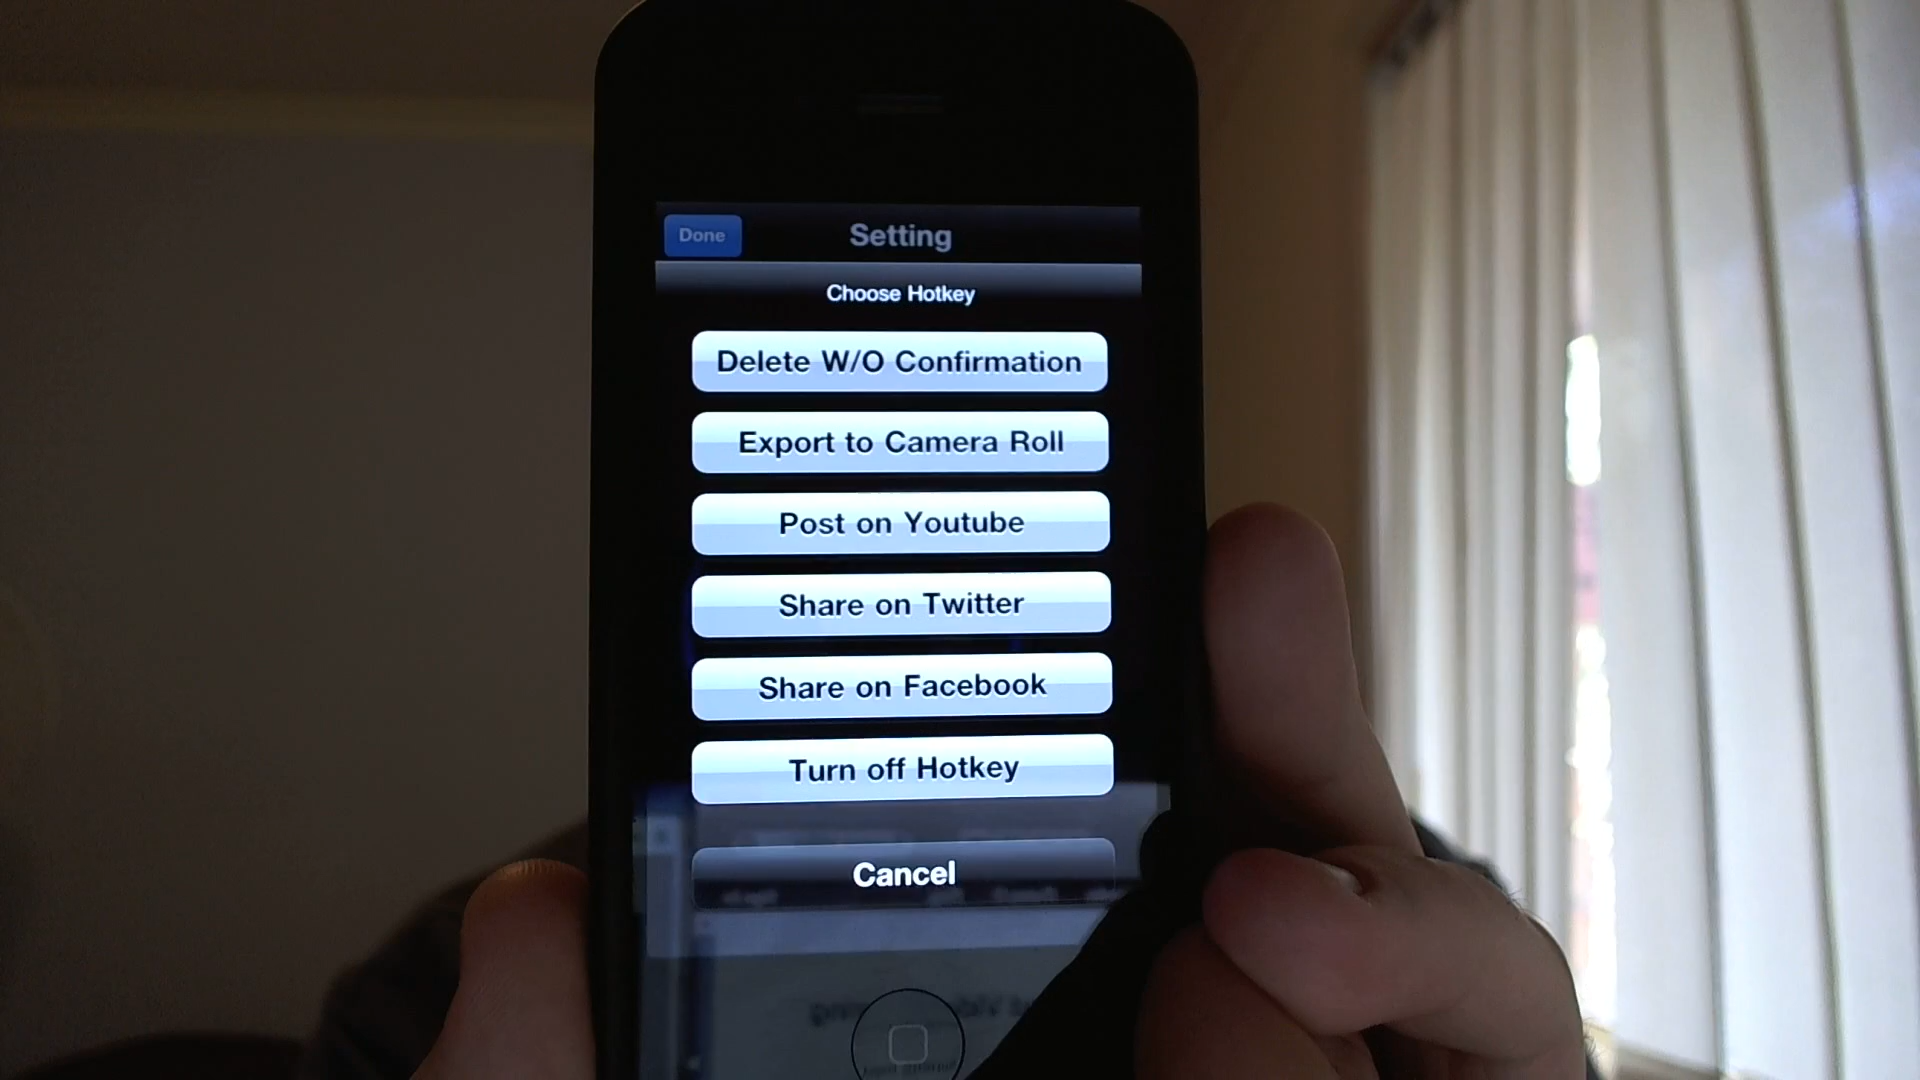 Done
Setting
Choose Hotkey
Delete W/O Confirmation
Export to Camera Roll
Post on Youtube
Share on Twitter
Share on Facebook
Turn off Hotkey
Cancel